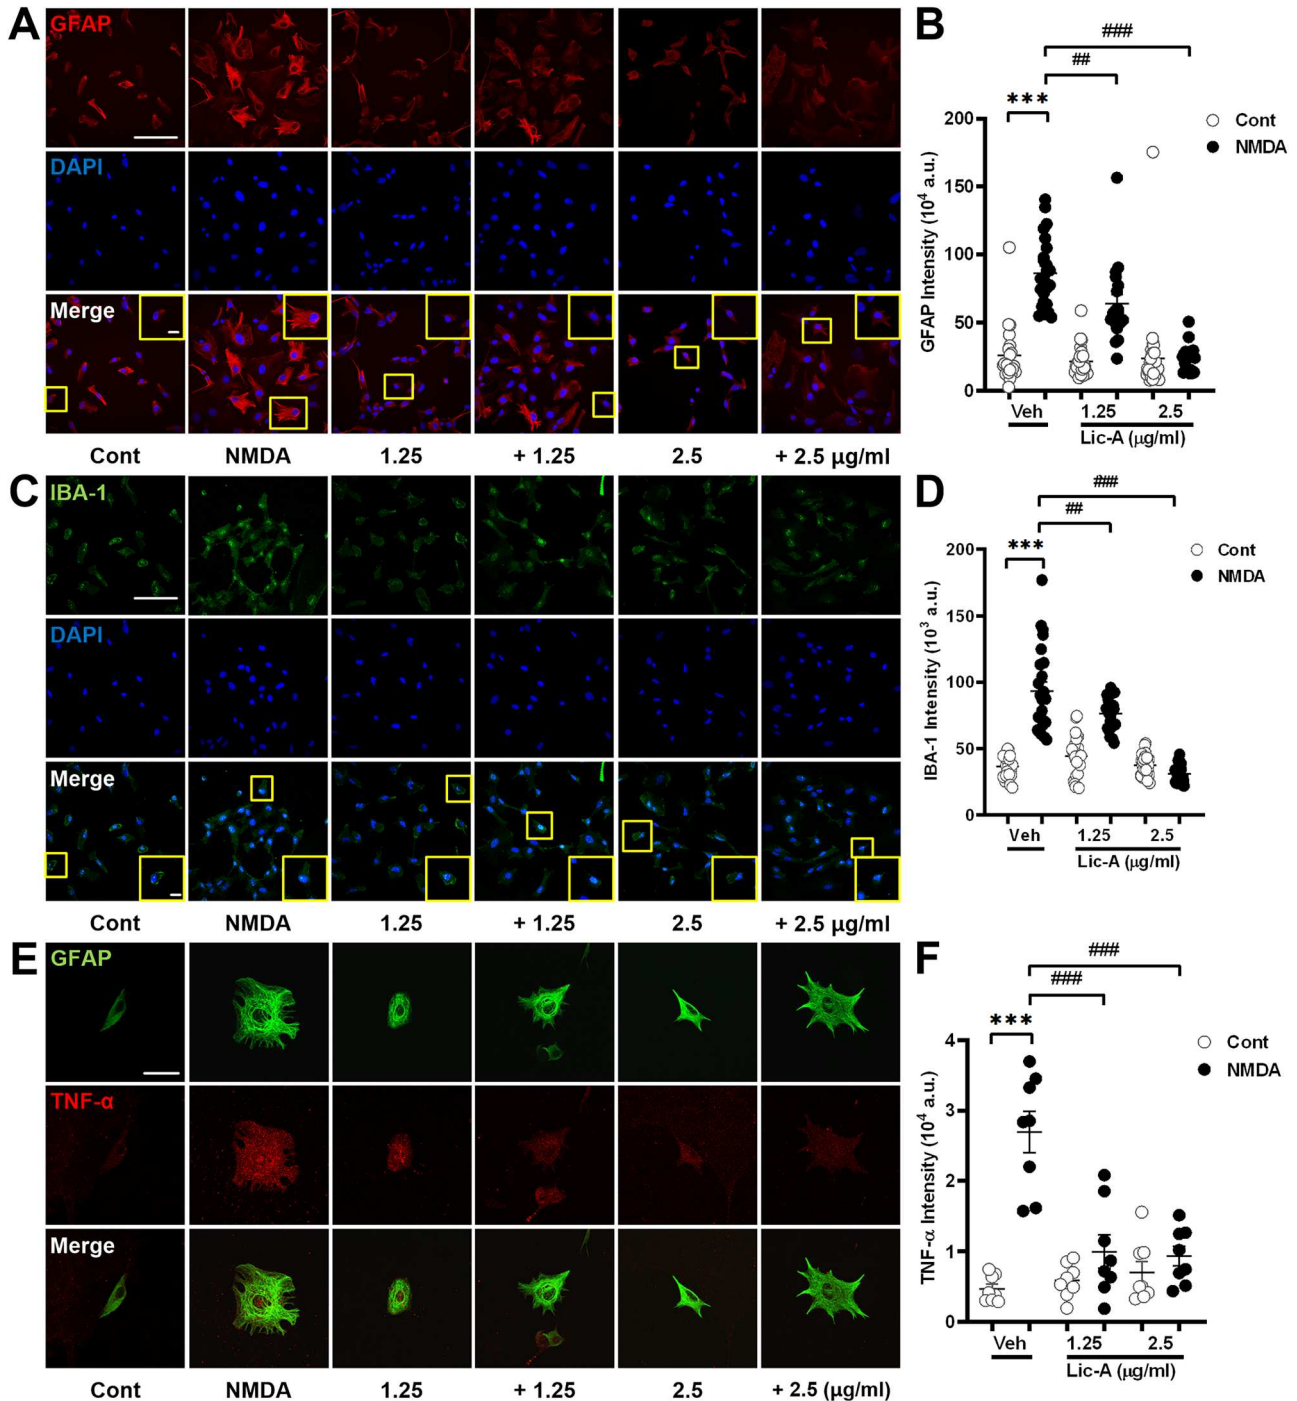 A
GFAP
DAPI
Merge
Cont NMDA 1.25 + 1.25 2.5 + 2.5 µg/ml
B
###
##
***
Cont
NMDA
GFAP Intensity (10⁴ a.u.)
200
150
100
50
0
Veh 1.25 2.5
Lic-A (µg/ml)
C
IBA-1
DAPI
Merge
Cont NMDA 1.25 + 1.25 2.5 + 2.5 µg/ml
D
###
##
***
Cont
NMDA
IBA-1 Intensity (10³ a.u.)
200
150
100
50
0
Veh 1.25 2.5
Lic-A (µg/ml)
E
GFAP
TNF-α
Merge
Cont NMDA 1.25 + 1.25 2.5 + 2.5 (µg/ml)
F
###
###
***
Cont
NMDA
TNF-α Intensity (10⁴ a.u.)
4
3
2
1
0
Veh 1.25 2.5
Lic-A (µg/ml)